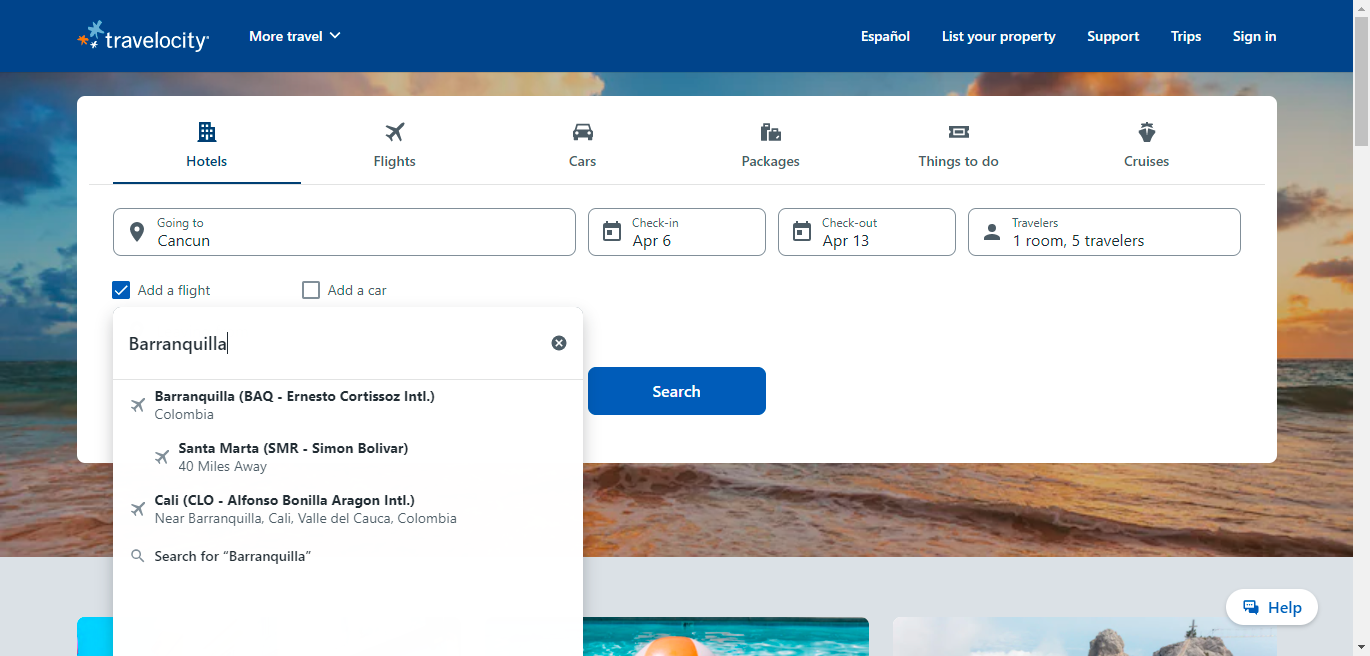 travelocity
More travel
Español
List your property
Support
Trips
Sign in
Hotels
Flights
Cars
Packages
Things to do
Cruises
Going to
Cancun
Check-in
Apr 6
Check-out
Apr 13
Travelers
1 room, 5 travelers
Add a flight
Add a car
Barranquilla
Barranquilla (BAQ - Ernesto Cortissoz Intl.)
Colombia
Santa Marta (SMR - Simon Bolivar)
40 Miles Away
Cali (CLO - Alfonso Bonilla Aragon Intl.)
Near Barranquilla, Cali, Valle del Cauca, Colombia
Search for “Barranquilla”
Search
Help